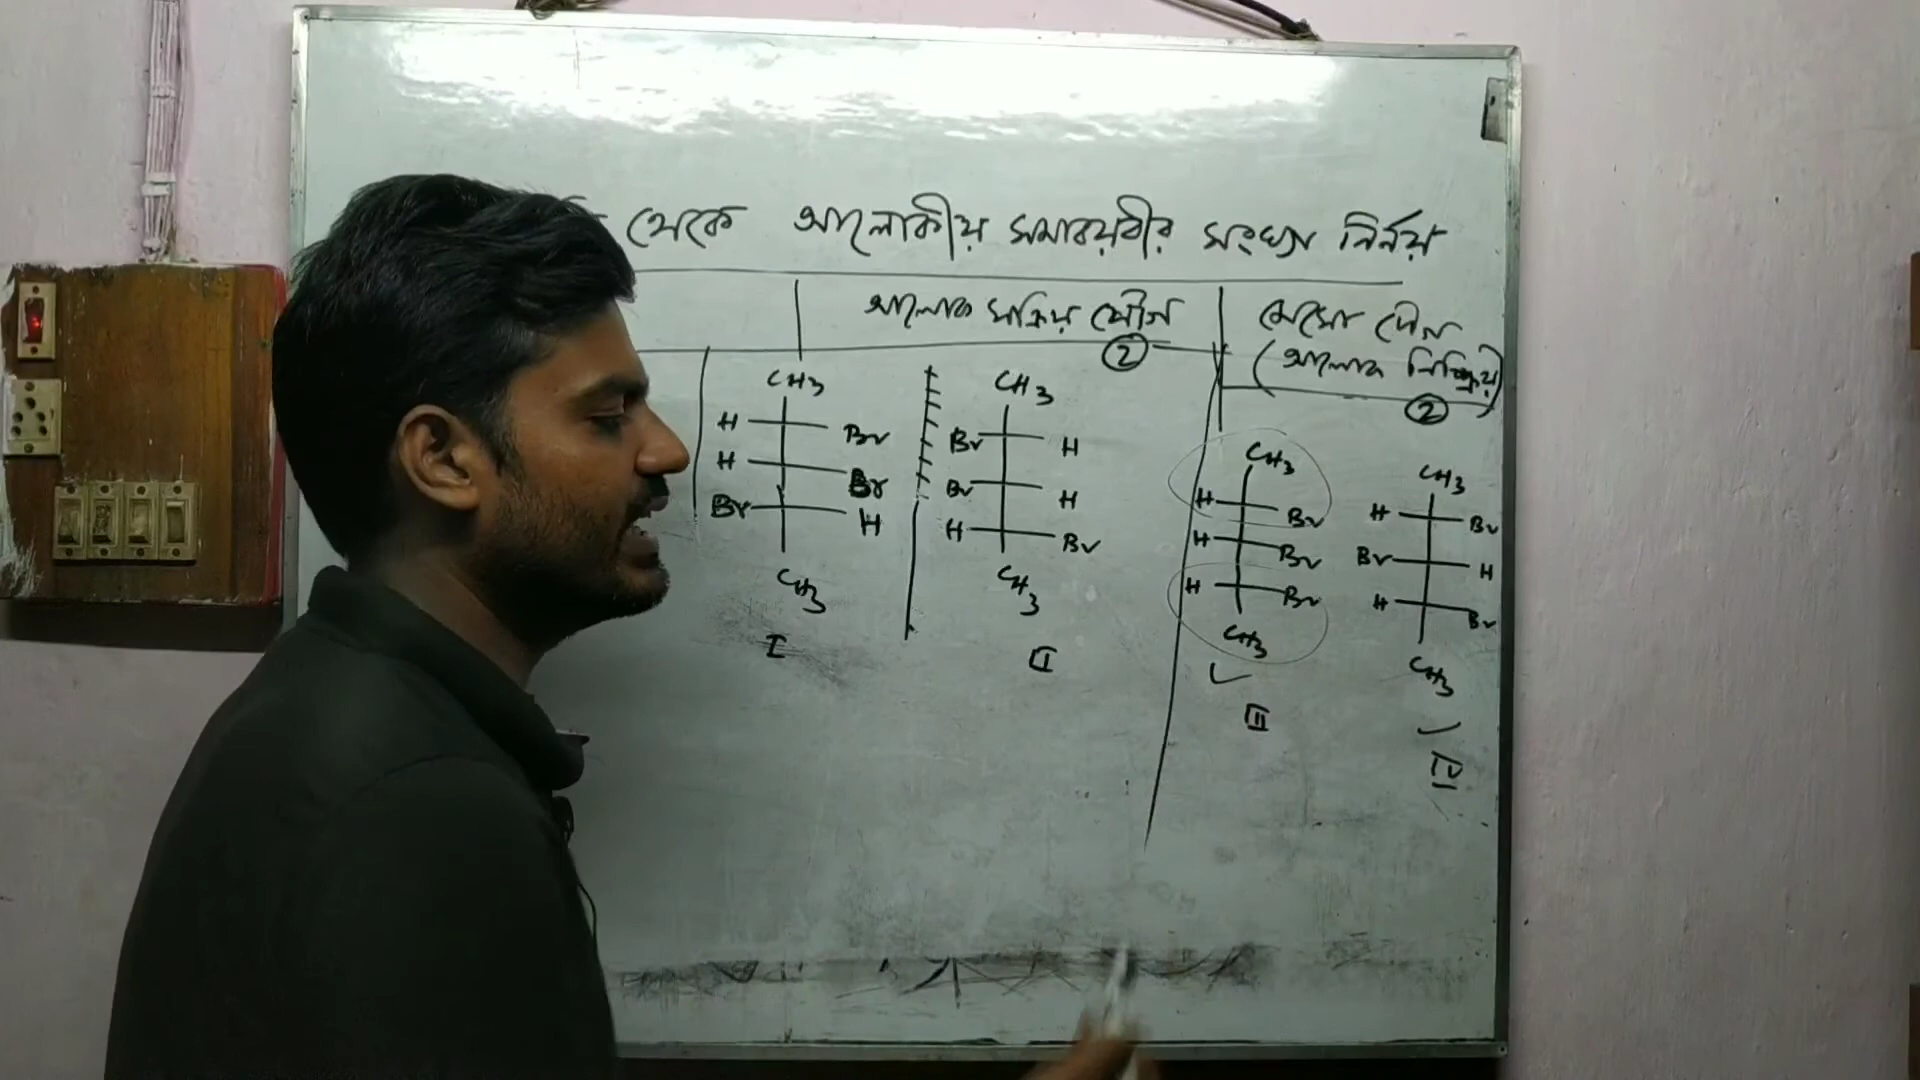 থেকে আলোকীয় সমাবয়বীর সংখ্যা নির্নয়
আলোক সক্রিয় যৌগ
2
মেসো যৌগ
(আলোক নিষ্ক্রিয়)
2
CH3
H Br
H Br
Br H
CH3
I
CH3
Br H
Br H
H Br
CH3
II
CH3
H Br
H Br
H Br
CH3
III
CH3
H Br
Br H
H Br
CH3
IV